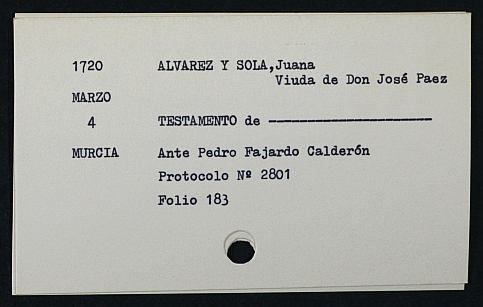 1720 ALVAREZ Y SOLA, Juana
Viuda de Don José Paez
MARZO
4 TESTAMENTO de ---------------------
MURCIA Ante Pedro Fajardo Calderón
Protocolo Nº 2801
Folio 183